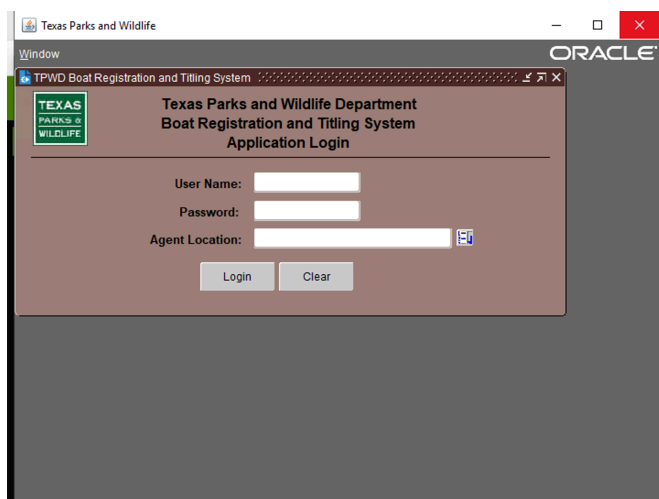 Texas Parks and Wildlife
Window
ORACLE
TPWD Boat Registration and Titling System
TEXAS
PARKS &
WILDLIFE
Texas Parks and Wildlife Department
Boat Registration and Titling System
Application Login
User Name:
Password:
Agent Location:
Login Clear